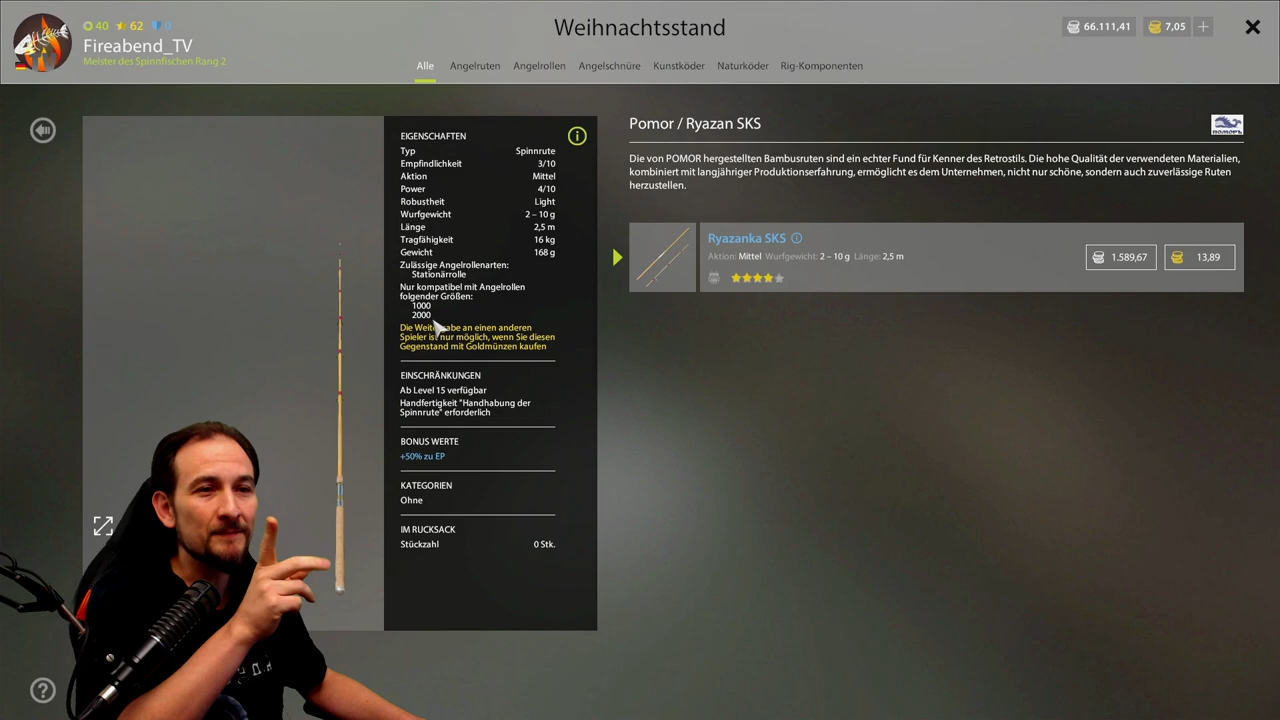 40 62 0
Fireabend_TV
Meister des Spinnfischen Rang 2
Weihnachtsstand
66.111,41 7,05
Alle Angelruten Angelrollen Angelschnüre Kunstköder Naturköder Rig-Komponenten
EIGENSCHAFTEN
Typ Spinnrute
Empfindlichkeit 3/10
Aktion Mittel
Power 4/10
Robustheit Light
Wurfgewicht 2 – 10 g
Länge 2,5 m
Tragfähigkeit 16 kg
Gewicht 168 g
Zulässige Angelrollenarten:
Stationärrolle
Nur kompatibel mit Angelrollen
folgender Größen:
1000
2000
Die an einen anderen
Spieler ist nur möglich, wenn Sie diesen
Gegenstand mit Goldmünzen kaufen
EINSCHRÄNKUNGEN
Ab Level 15 verfügbar
Handfertigkeit "Handhabung der
Spinnrute" erforderlich
BONUS WERTE
+50% zu EP
KATEGORIEN
Ohne
IM RUCKSACK
Stückzahl 0 Stk.
Pomor / Ryazan SKS
ПОМОРЪ
Die von POMOR hergestellten Bambusruten sind ein echter Fund für Kenner des Retrostils. Die hohe Qualität der verwendeten Materialien,
kombiniert mit langjähriger Produktionserfahrung, ermöglicht es dem Unternehmen, nicht nur schöne, sondern auch zuverlässige Ruten
herzustellen.
Ryazanka SKS
Aktion: Mittel Wurfgewicht: 2 – 10 g Länge: 2,5 m
1.589,67 13,89